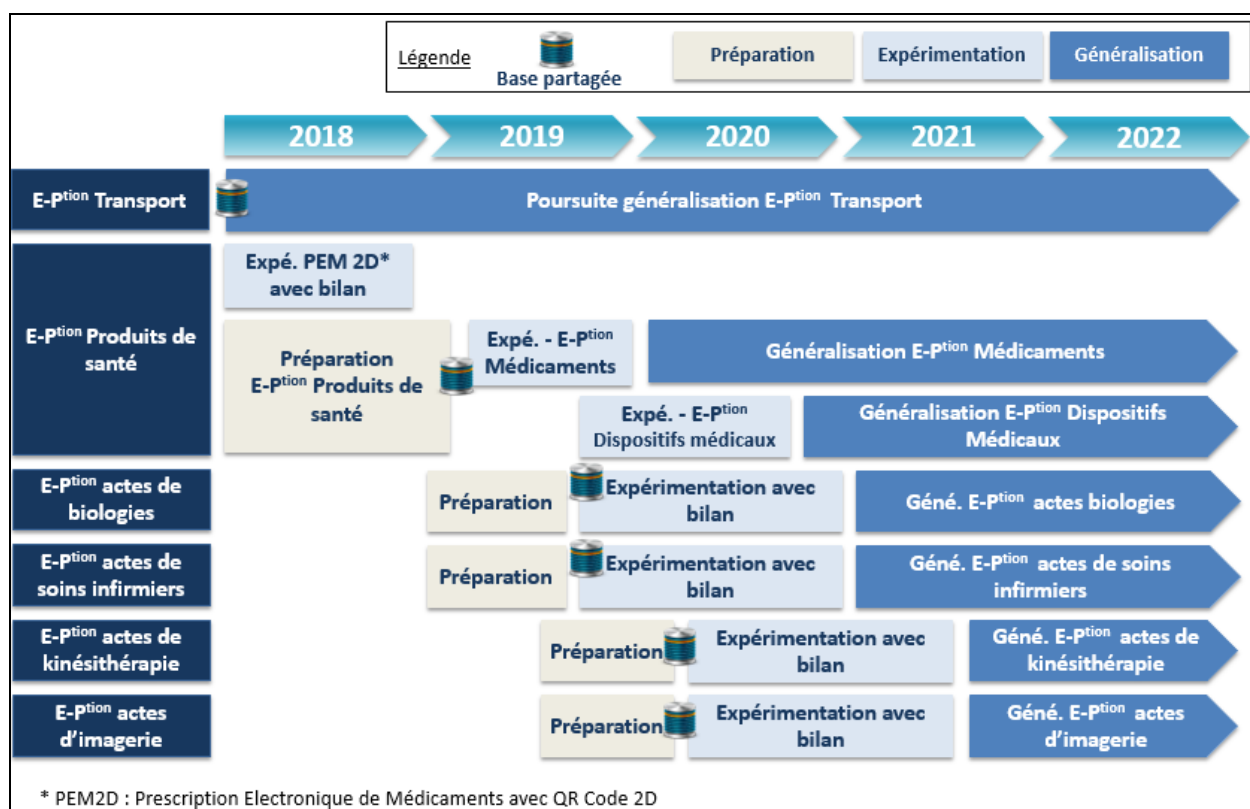 Légende
Base partagée
Préparation
Expérimentation
Généralisation
2018
2019
2020
2021
2022
E-Ption Transport
Poursuite généralisation E-Ption Transport
E-Ption Produits de
santé
Expé. PEM 2D*
avec bilan
Préparation
E-Ption Produits de
santé
Expé. - E-Ption
Médicaments
Généralisation E-Ption Médicaments
Expé. - E-Ption
Dispositifs médicaux
Généralisation E-Ption Dispositifs
Médicaux
E-Ption actes de
biologies
Préparation
Expérimentation avec
bilan
Géné. E-Ption actes biologies
E-Ption actes de
soins infirmiers
Préparation
Expérimentation avec
bilan
Géné. E-Ption actes de soins
infirmiers
E-Ption actes de
kinésithérapie
Préparation
Expérimentation avec
bilan
Géné. E-Ption actes de
kinésithérapie
E-Ption actes
d'imagerie
Préparation
Expérimentation avec
bilan
Géné. E-Ption actes
d'imagerie
* PEM2D : Prescription Electronique de Médicaments avec QR Code 2D